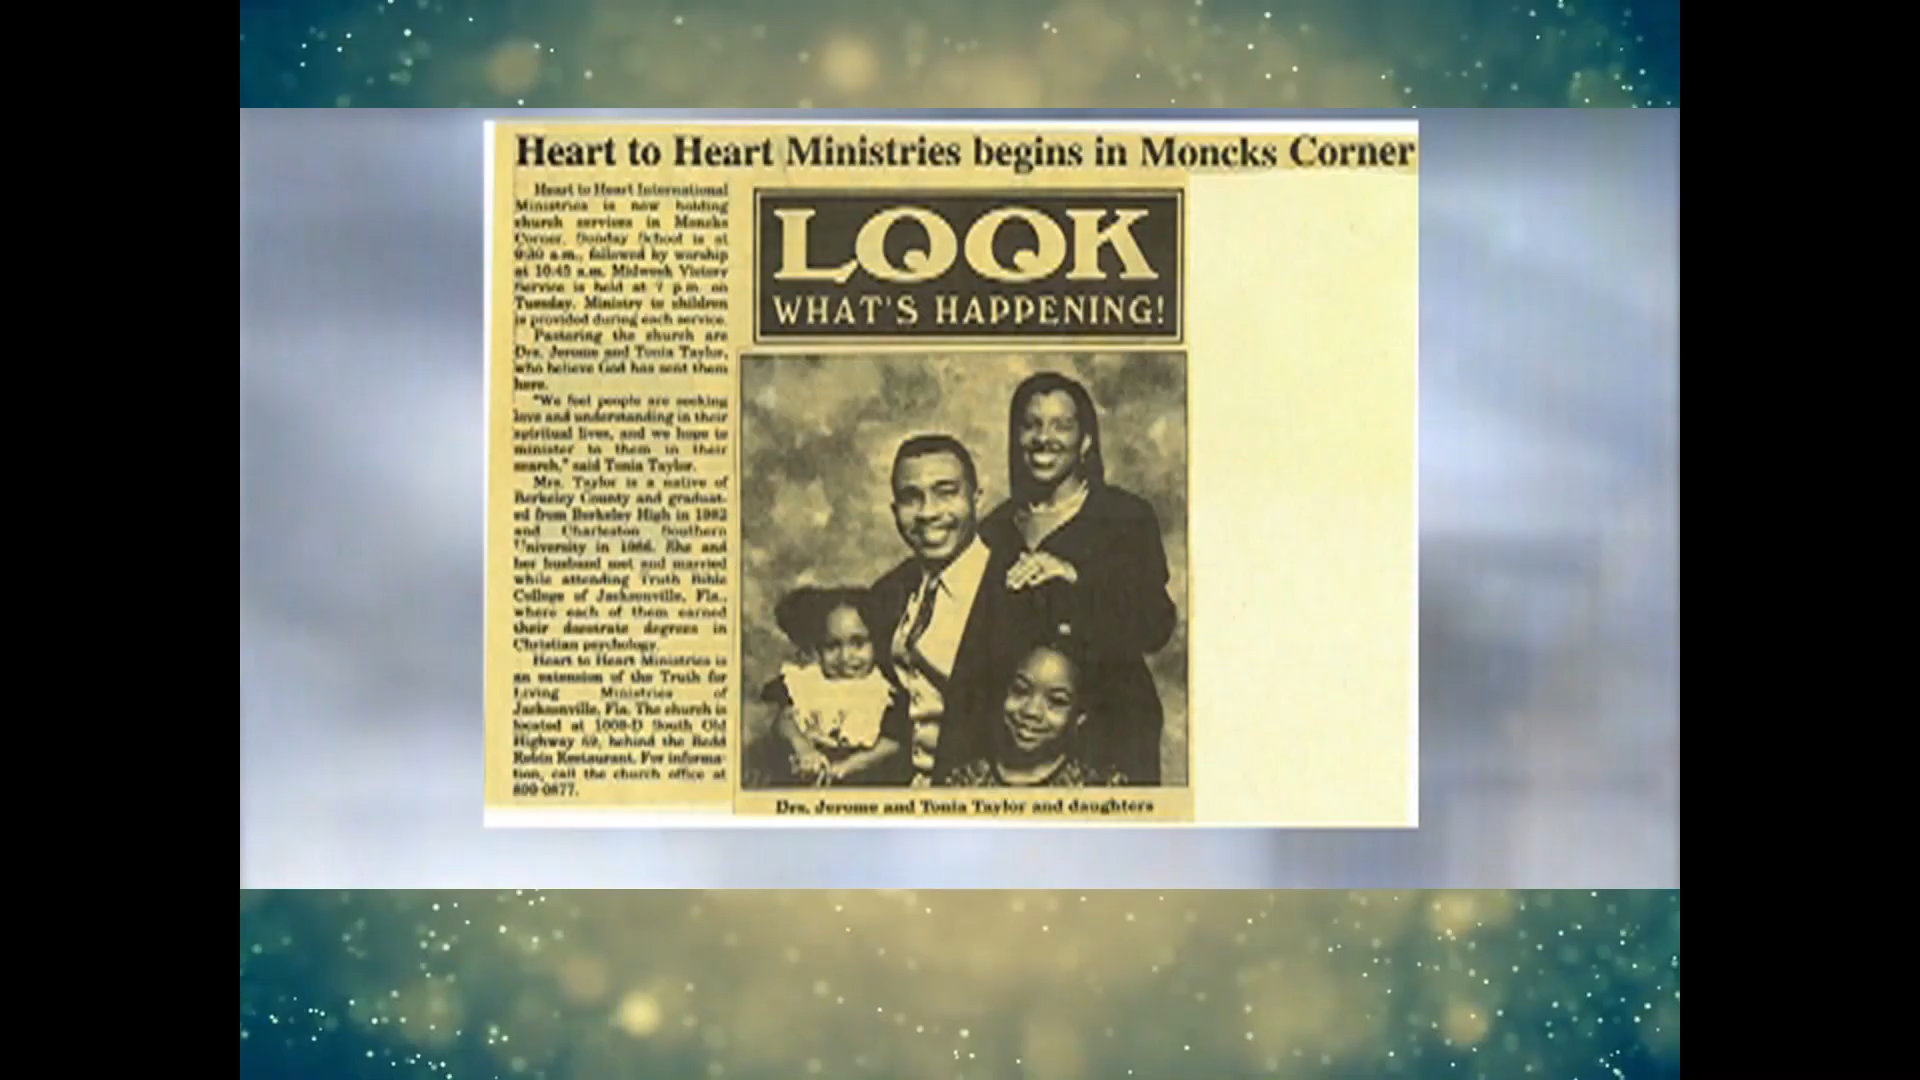 Heart to Heart Ministries begins in Moncks Corner
Heart to Heart International
Ministries is now holding
church services in Moncks
Corner. Sunday School is at
9:30 a.m., followed by worship
at 10:45 a.m. Midweek Victory
Service is held at 7 p.m. on
Tuesday. Ministry to children
is provided during each service.
Pastoring the church are
Drs. Jerome and Tonia Taylor,
who believe God has sent them
here.
"We feel people are seeking
love and understanding in their
spiritual lives, and we hope to
minister to them in their
search," said Tonia Taylor.
Mrs. Taylor is a native of
Berkeley County and graduat-
ed from Berkeley High in 1982
and Charleston Southern
University in 1986. She and
her husband met and married
while attending Truth Bible
College of Jacksonville, Fla.,
where each of them earned
their doctrate degrees in
Christian psychology.
Heart to Heart Ministries is
an extension of the Truth for
Living Ministries of
Jacksonville, Fla. The church is
located at South Old
Highway 52, behind the Redd
Robin Restaurant. For informa-
tion, call the church office at
LOOK
WHAT'S HAPPENING!
Drs. Jerome and Tonia Taylor and daughters